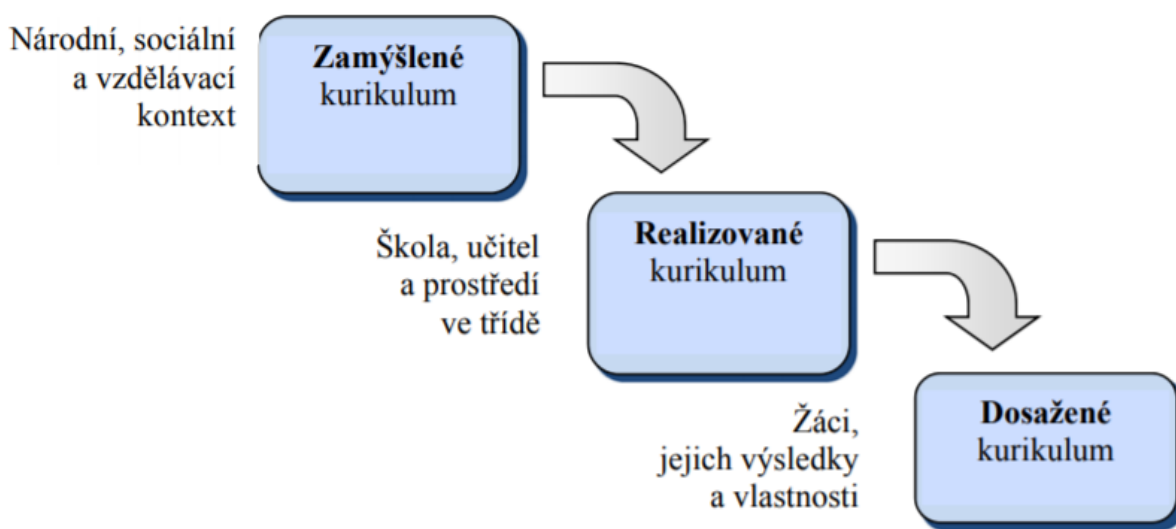 Národní, sociální
a vzdělávací
kontext
Zamýšlené
kurikulum
Škola, učitel
a prostředí
ve třídě
Realizované
kurikulum
Žáci,
jejich výsledky
a vlastnosti
Dosažené
kurikulum